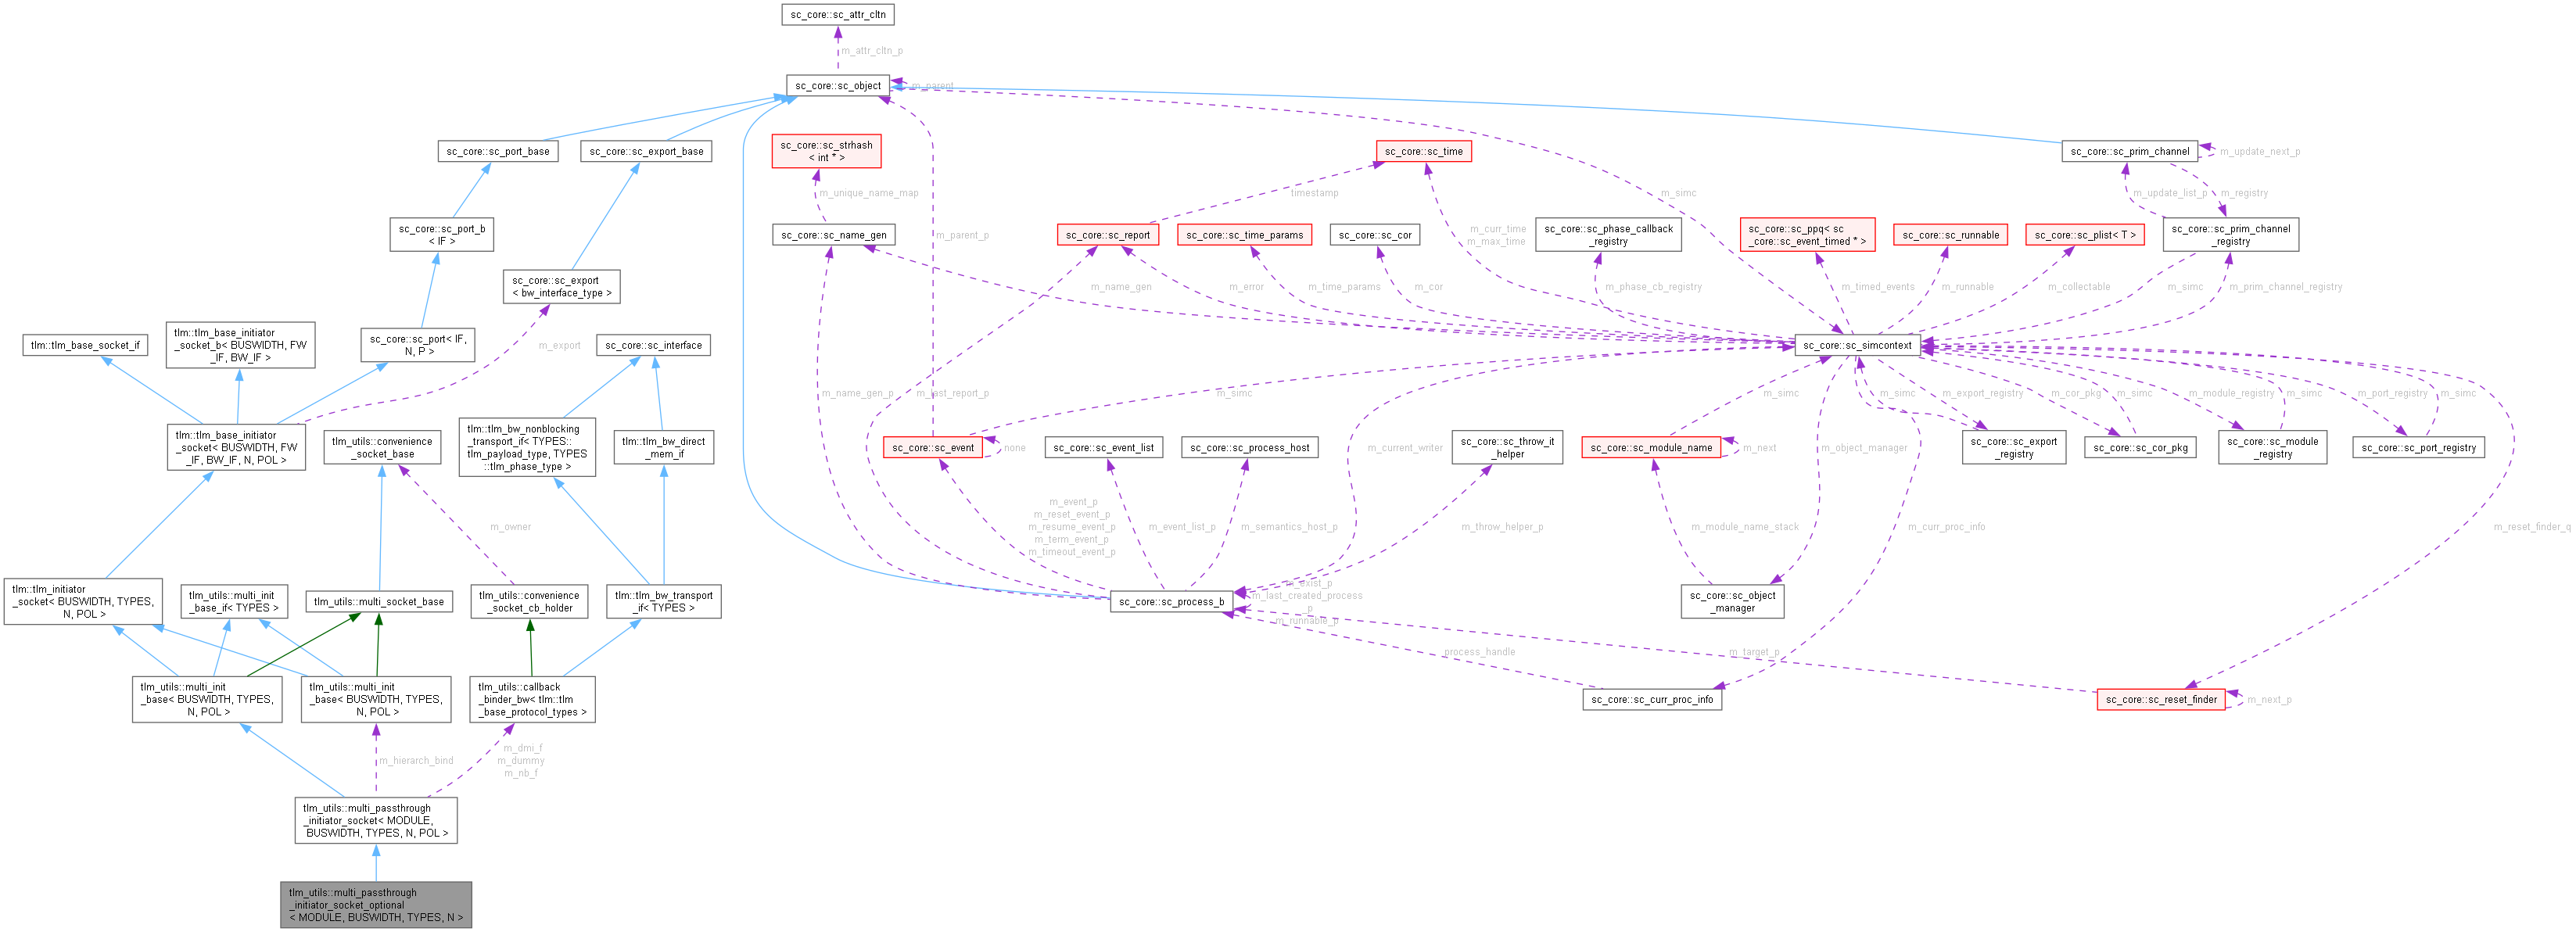 sc_core::sc_attr_cltn
m_attr_cltn_p
sc_core::sc_object
m_parent
sc_core::sc_port_base
sc_core::sc_export_base
sc_core::sc_strhash
< int * >
sc_core::sc_time
sc_core::sc_prim_channel
m_update_next_p
m_unique_name_map
timestamp
m_simc
m_update_list_p
m_registry
sc_core::sc_port_b
< IF >
sc_core::sc_name_gen
m_parent_p
sc_core::sc_report
sc_core::sc_time_params
sc_core::sc_cor
m_curr_time
m_max_time
sc_core::sc_phase_callback
_registry
sc_core::sc_ppq< sc
_core::sc_event_timed * >
sc_core::sc_runnable
sc_core::sc_plist< T >
sc_core::sc_prim_channel
_registry
sc_core::sc_export
< bw_interface_type >
m_name_gen
m_error
m_time_params
m_cor
m_phase_cb_registry
m_timed_events
m_runnable
m_collectable
m_simc
m_prim_channel_registry
tlm::tlm_base_socket_if
tlm::tlm_base_initiator
_socket_b< BUSWIDTH, FW
_IF, BW_IF >
sc_core::sc_port< IF,
N, P >
m_export
sc_core::sc_interface
sc_core::sc_simcontext
m_name_gen_p
m_last_report_p
m_simc
m_simc
m_simc
m_export_registry
m_cor_pkg
m_simc
m_module_registry
m_simc
m_port_registry
m_simc
tlm::tlm_base_initiator
_socket< BUSWIDTH, FW
_IF, BW_IF, N, POL >
tlm_utils::convenience
_socket_base
tlm::tlm_bw_nonblocking
_transport_if< TYPES::
tlm_payload_type, TYPES
::tlm_phase_type >
tlm::tlm_bw_direct
_mem_if
sc_core::sc_event
none
sc_core::sc_event_list
sc_core::sc_process_host
m_current_writer
sc_core::sc_throw_it
_helper
sc_core::sc_module_name
m_next
m_object_manager
sc_core::sc_export
_registry
sc_core::sc_cor_pkg
sc_core::sc_module
_registry
sc_core::sc_port_registry
m_owner
m_event_p
m_reset_event_p
m_resume_event_p
m_term_event_p
m_timeout_event_p
m_event_list_p
m_semantics_host_p
m_throw_helper_p
m_module_name_stack
m_curr_proc_info
m_reset_finder_q
tlm::tlm_initiator
_socket< BUSWIDTH, TYPES,
N, POL >
tlm_utils::multi_init
_base_if< TYPES >
tlm_utils::multi_socket_base
tlm_utils::convenience
_socket_cb_holder
tlm::tlm_bw_transport
_if< TYPES >
sc_core::sc_process_b
m_exist_p
m_last_created_process
_p
m_runnable_p
sc_core::sc_object
_manager
process_handle
m_target_p
tlm_utils::multi_init
_base< BUSWIDTH, TYPES,
N, POL >
tlm_utils::multi_init
_base< BUSWIDTH, TYPES,
N, POL >
tlm_utils::callback
_binder_bw< tlm::tlm
_base_protocol_types >
sc_core::sc_curr_proc_info
sc_core::sc_reset_finder
m_next_p
m_hierarch_bind
m_dmi_f
m_dummy
m_nb_f
tlm_utils::multi_passthrough
_initiator_socket< MODULE,
BUSWIDTH, TYPES, N, POL >
tlm_utils::multi_passthrough
_initiator_socket_optional
< MODULE, BUSWIDTH, TYPES, N >